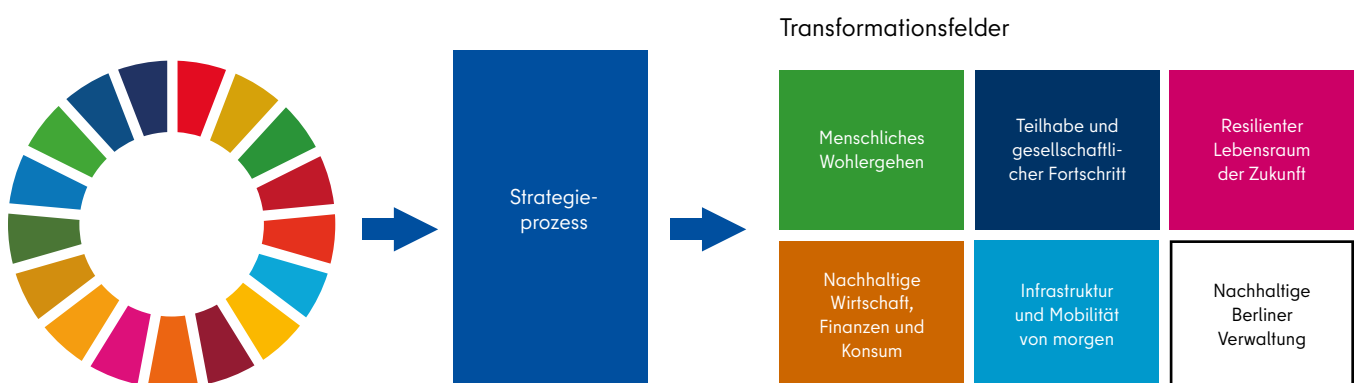 Transformationsfelder
Strategie-
prozess
Menschliches
Wohlergehen
Teilhabe und
gesellschaftli-
cher Fortschritt
Resilienter
Lebensraum
der Zukunft
Nachhaltige
Wirtschaft,
Finanzen und
Konsum
Infrastruktur
und Mobilität
von morgen
Nachhaltige
Berliner
Verwaltung